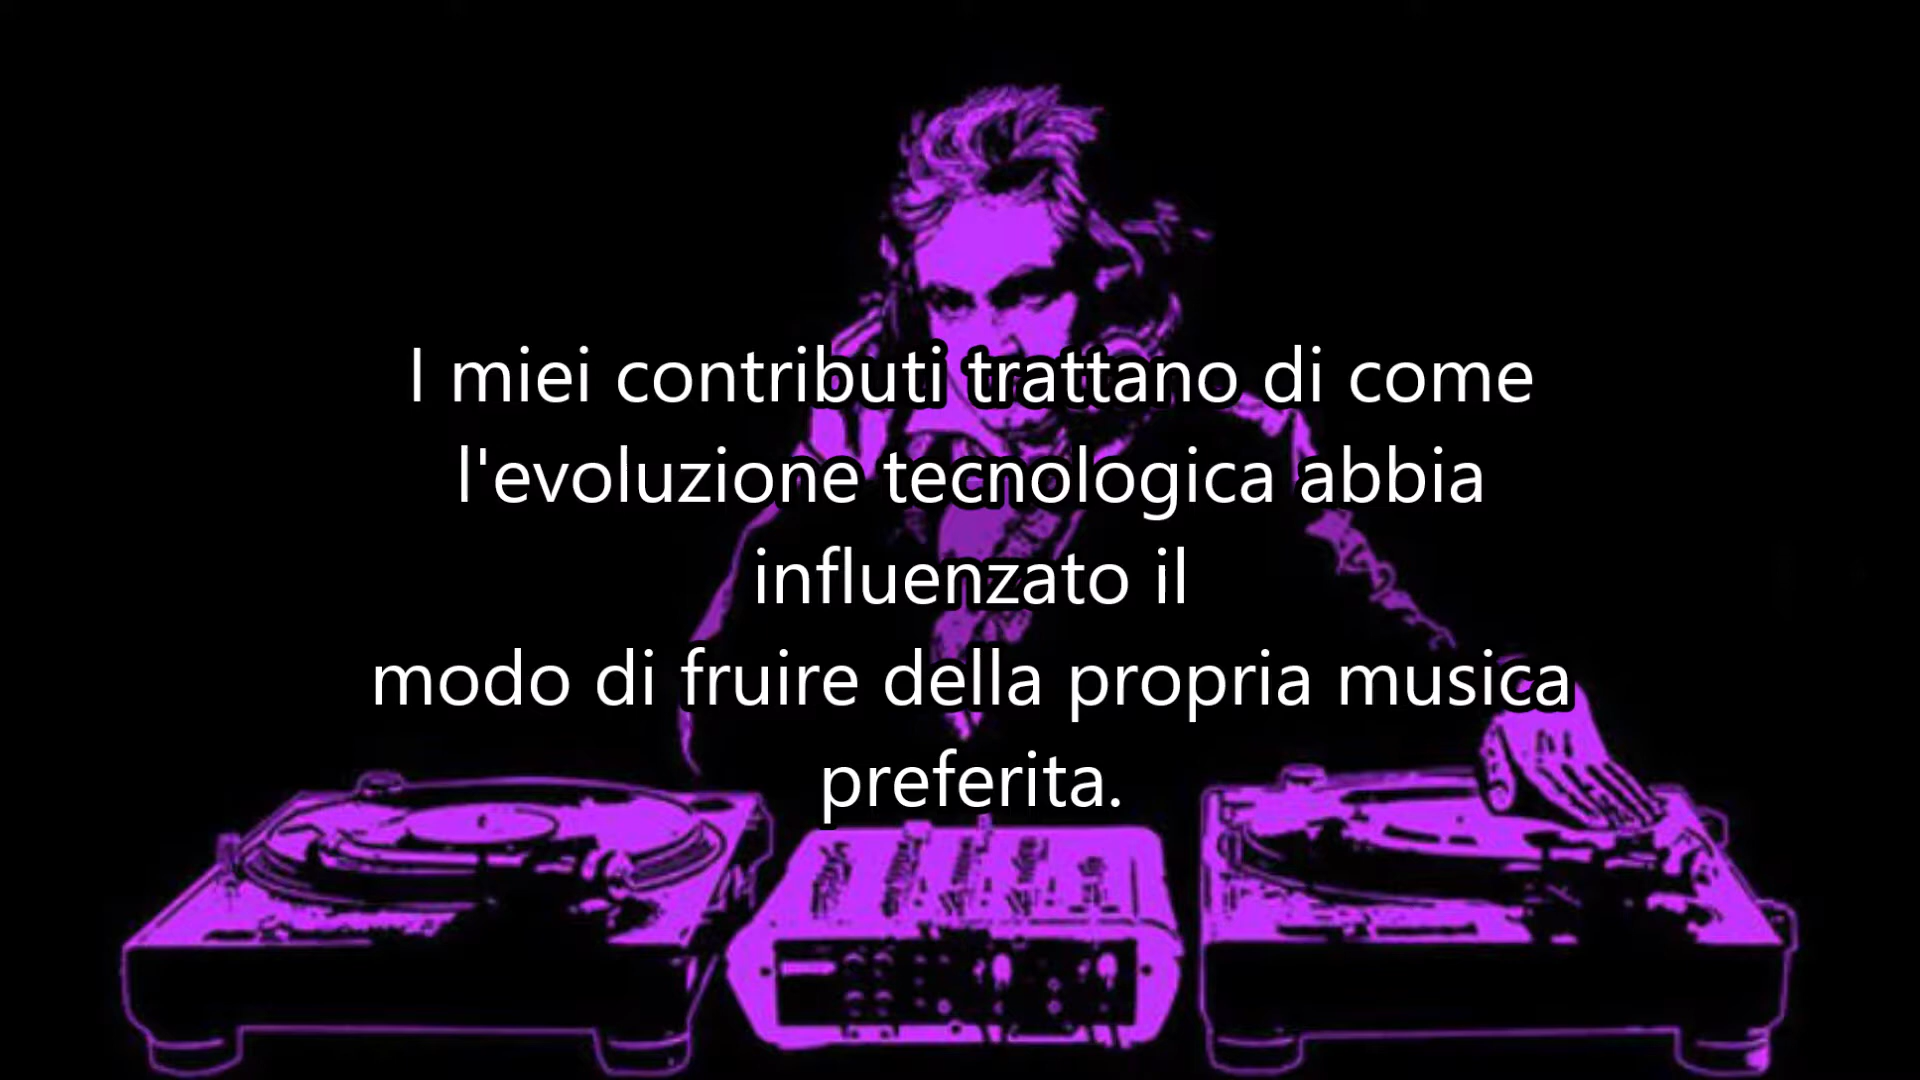 I miei contributi trattano di come
l'evoluzione tecnologica abbia
influenzato il
modo di fruire della propria musica
preferita.